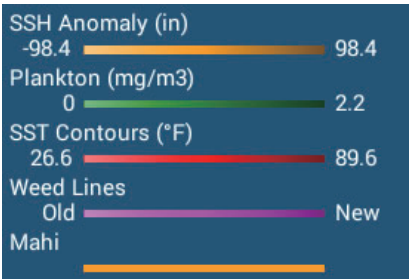 SSH Anomaly (in)
-98.4 98.4
Plankton (mg/m3)
0 2.2
SST Contours (°F)
26.6 89.6
Weed Lines
Old New
Mahi